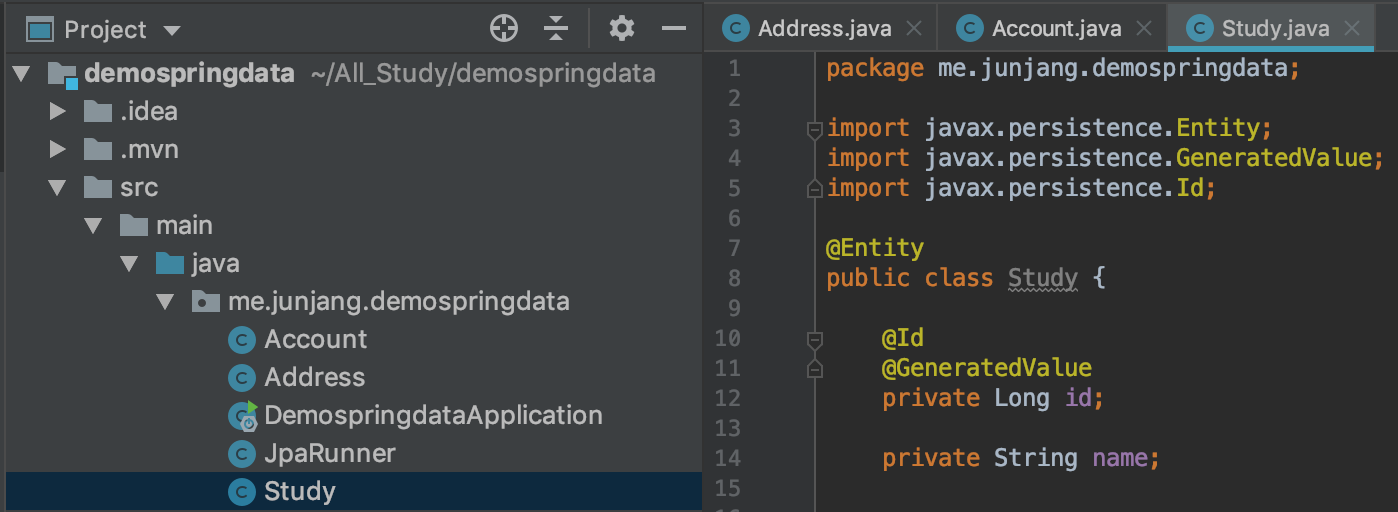 Project
demospringdata ~/All_Study/demospringdata
.idea
.mvn
src
main
java
me.junjang.demospringdata
Account
Address
DemospringdataApplication
JpaRunner
Study
Address.java
Account.java
Study.java
1 package me.junjang.demospringdata;
2
3 import javax.persistence.Entity;
4 import javax.persistence.GeneratedValue;
5 import javax.persistence.Id;
6
7 @Entity
8 public class Study {
9
10 @Id
11 @GeneratedValue
12 private Long id;
13
14 private String name;
15